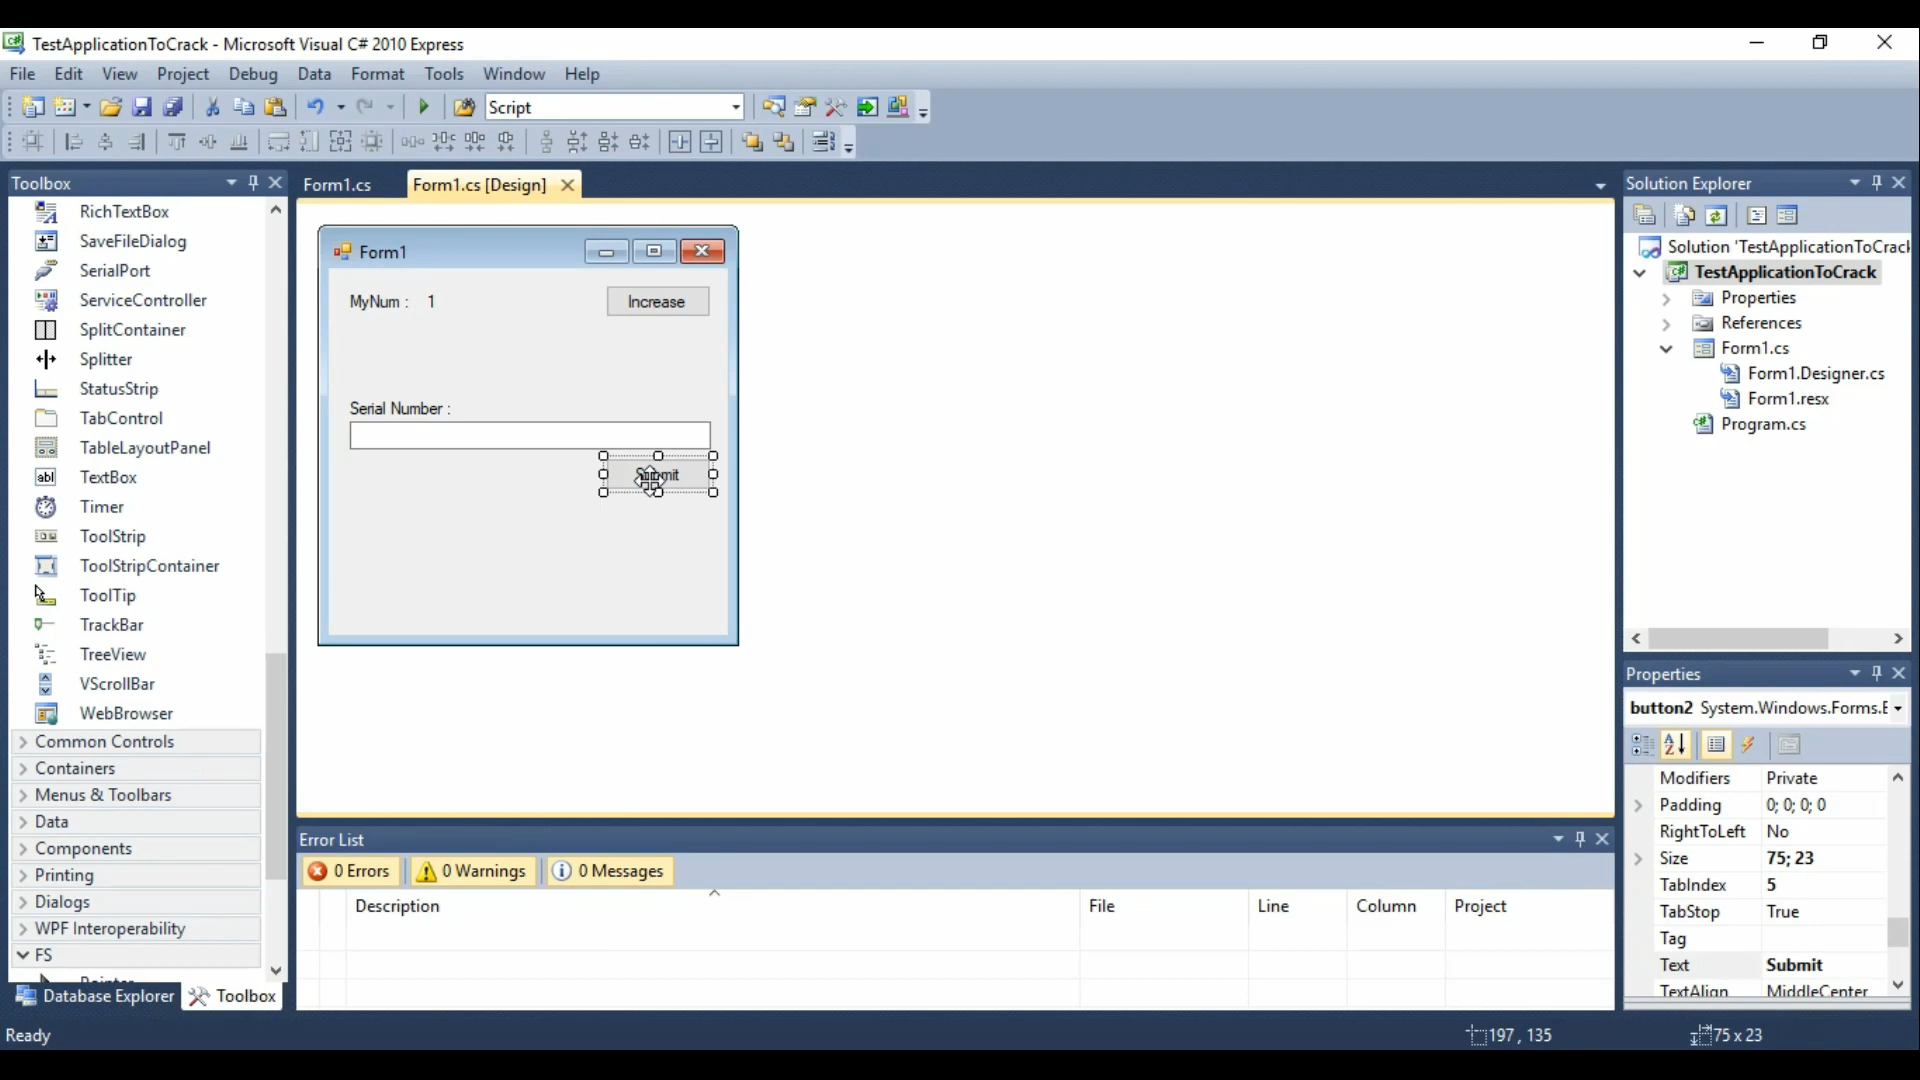 TestApplicationToCrack - Microsoft Visual C# 2010 Express
File Edit View Project Debug Data Format Tools Window Help
Script
Toolbox
RichTextBox
SaveFileDialog
SerialPort
ServiceController
SplitContainer
Splitter
StatusStrip
TabControl
TableLayoutPanel
TextBox
Timer
ToolStrip
ToolStripContainer
ToolTip
TrackBar
TreeView
VScrollBar
WebBrowser
Common Controls
Containers
Menus & Toolbars
Data
Components
Printing
Dialogs
WPF Interoperability
FS
Pointer
Database Explorer Toolbox
Form1.cs Form1.cs [Design]
Form1
MyNum : 1 Increase
Serial Number :
Submit
Error List
0 Errors 0 Warnings 0 Messages
Description File Line Column Project
Solution Explorer
Solution 'TestApplicationToCrack
TestApplicationToCrack
Properties
References
Form1.cs
Form1.Designer.cs
Form1.resx
Program.cs
Properties
button2 System.Windows.Forms.B
Modifiers Private
Padding 0; 0; 0; 0
RightToLeft No
Size 75; 23
TabIndex 5
TabStop True
Tag
Text Submit
TextAlign MiddleCenter
Ready 197 , 135 75 x 23